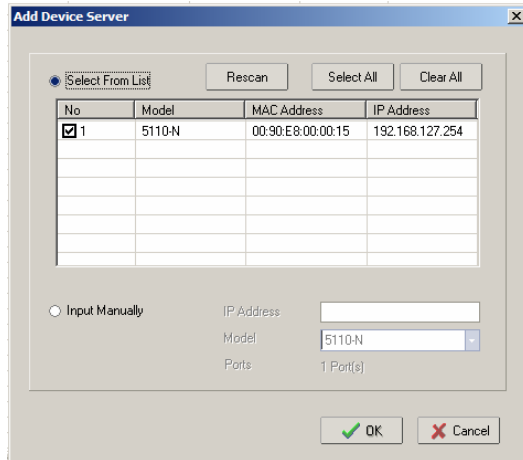 Add Device Server
Select From List Rescan Select All Clear All
No Model MAC Address IP Address
1 5110-N 00:90:E8:00:00:15 192.168.127.254
Input Manually IP Address
Model 5110-N
Ports 1 Port(s)
OK Cancel